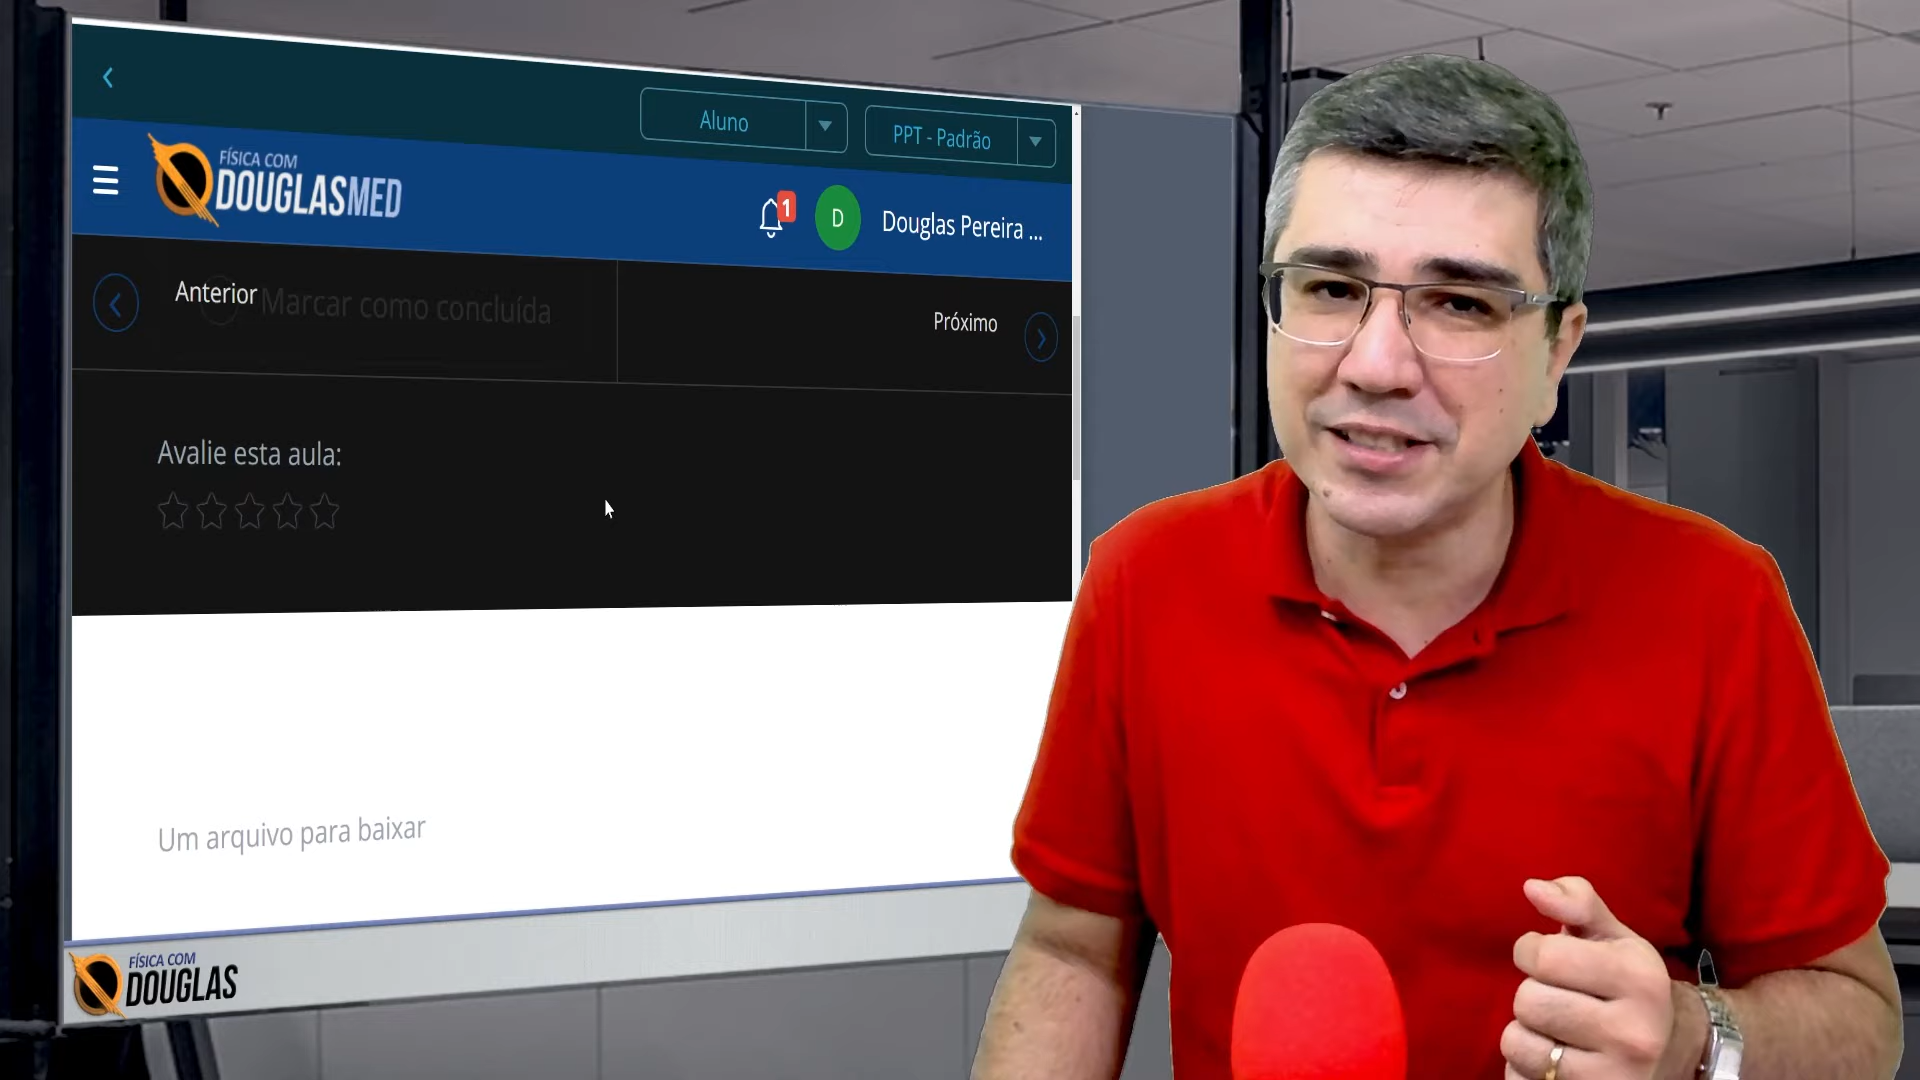 Aluno
PPT - Padrão
FÍSICA COM
DOUGLASMED
1
D
Douglas Pereira ...
Anterior
Marcar como concluída
Próximo
Avalie esta aula:
Um arquivo para baixar
FÍSICA COM
DOUGLAS